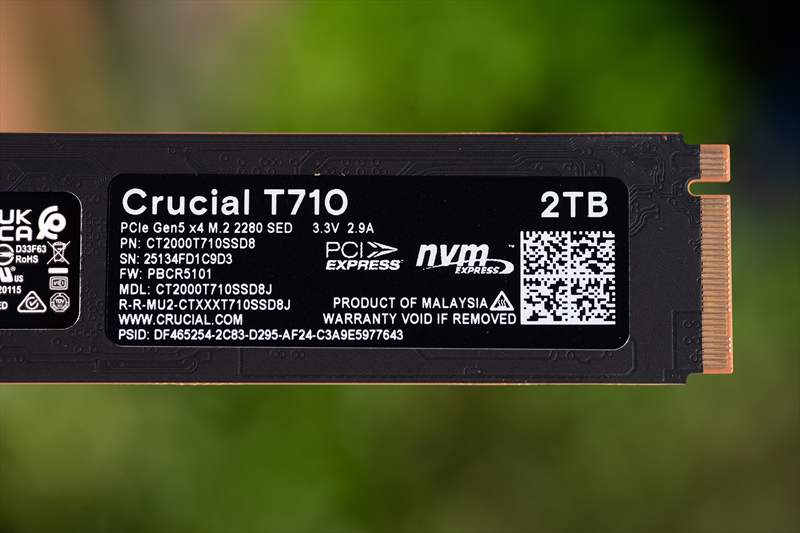 Crucial T710
2TB
PCIe Gen5 x4 M.2 2280 SED 3.3V 2.9A
PN: CT2000T710SSD8
SN: 25134FD1C9D3
FW: PBCR5101
MDL: CT2000T710SSD8J
R-R-MU2-CTXXXT710SSD8J
WWW.CRUCIAL.COM
PSID: DF465254-2C83-D295-AF24-C3A9E5977643
PCI EXPRESS
nvm EXPRESS ™
PRODUCT OF MALAYSIA
WARRANTY VOID IF REMOVED
UK
CA
D33F63
RoHS
US